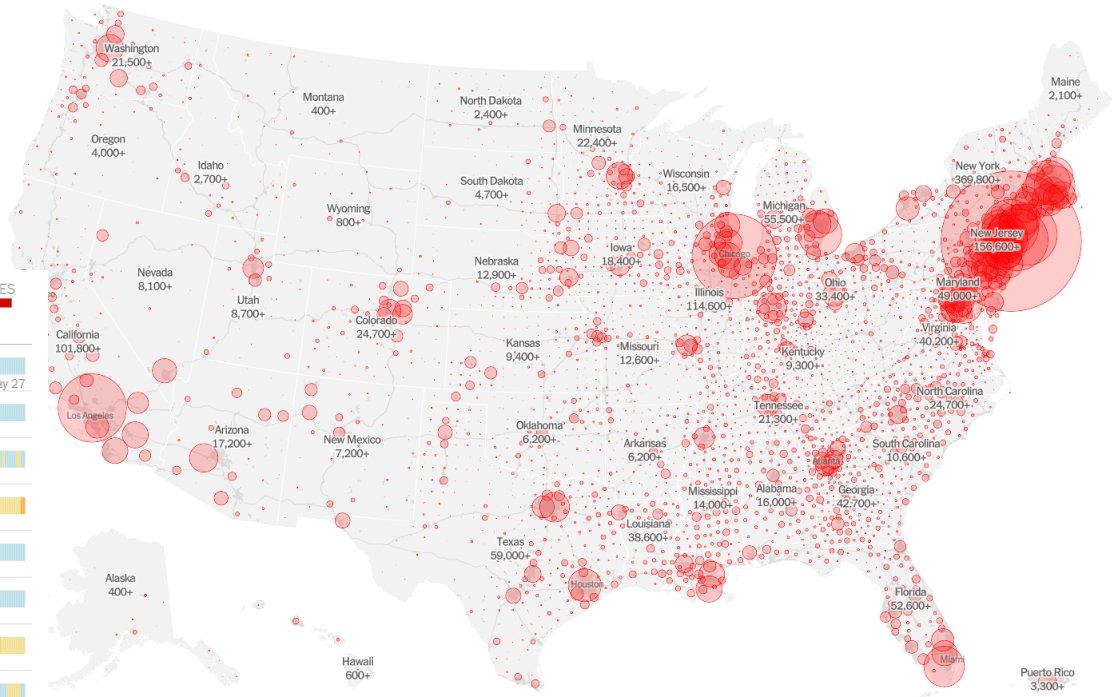 Washington
21,500+
Montana
400+
North Dakota
2,400+
Minnesota
22,400+
Maine
2,100+
Oregon
4,000+
Idaho
2,700+
South Dakota
4,700+
Wisconsin
16,500+
New York
369,800+
Wyoming
800+
Michigan
55,500+
New Jersey
156,600+
Iowa
18,400+
Chicago
Nebraska
12,900+
Nevada
8,100+
Ohio
33,400+
Maryland
49,000+
ES
Utah
8,700+
Illinois
114,600+
Colorado
24,700+
Virginia
40,200+
California
101,800+
Kansas
9,400+
Missouri
12,600+
Kentucky
9,300+
ay 27
North Carolina
24,700+
Tennessee
21,300+
Los Angeles
Arizona
17,200+
New Mexico
7,200+
Oklahoma
6,200+
Arkansas
6,200+
South Carolina
10,600+
Atlanta
Mississippi
14,000+
Alabama
16,000+
Georgia
42,700+
Louisiana
38,600+
Texas
59,000+
Houston
Alaska
400+
Florida
52,600+
Miami
Hawaii
600+
Puerto Rico
3,300+